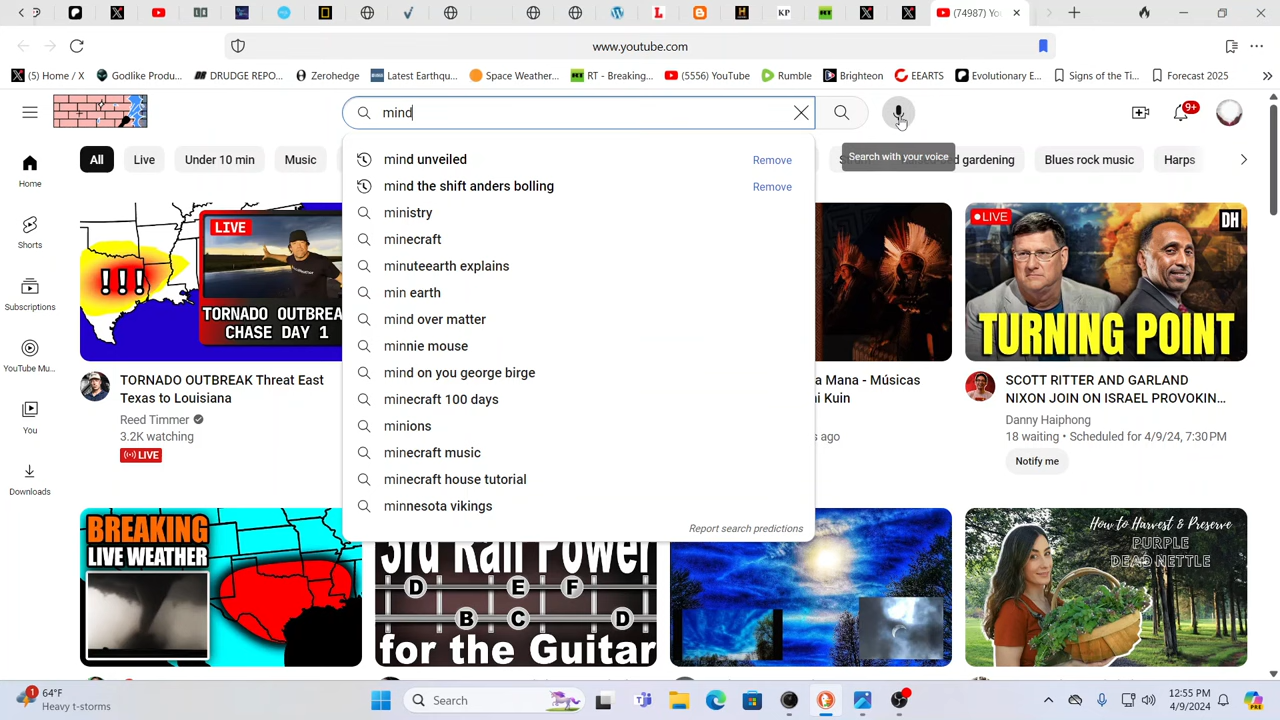 (74987) Yo
www.youtube.com
(5) Home / X
Godlike Produ...
DRUDGE REPO...
Zerohedge
Latest Earthqu...
Space Weather...
RT - Breaking...
(5556) YouTube
Rumble
Brighteon
EEARTS
Evolutionary E...
Signs of the Ti...
Forecast 2025
mind
9+
Search with your voice
All
Live
Under 10 min
Music
d gardening
Blues rock music
Harps
mind unveiled
Remove
mind the shift anders bolling
Remove
ministry
minecraft
minuteearth explains
min earth
mind over matter
minnie mouse
mind on you george birge
minecraft 100 days
minions
minecraft music
minecraft house tutorial
minnesota vikings
Report search predictions
Home
Shorts
Subscriptions
YouTube Mu...
You
Downloads
LIVE
!!!
TORNADO OUTBREA
CHASE DAY 1
TORNADO OUTBREAK Threat East
Texas to Louisiana
Reed Timmer
3.2K watching
LIVE
a Mana - Músicas
ni Kuin
s ago
LIVE
DH
TURNING POINT
SCOTT RITTER AND GARLAND
NIXON JOIN ON ISRAEL PROVOKIN...
Danny Haiphong
18 waiting • Scheduled for 4/9/24, 7:30 PM
Notify me
BREAKING
LIVE WEATHER
3rd Rail Power
D E F
B C D
for the Guitar
How to Harvest & Preserve
PURPLE
DEAD NETTLE
1
64°F
Heavy t-storms
Search
12:55 PM
4/9/2024